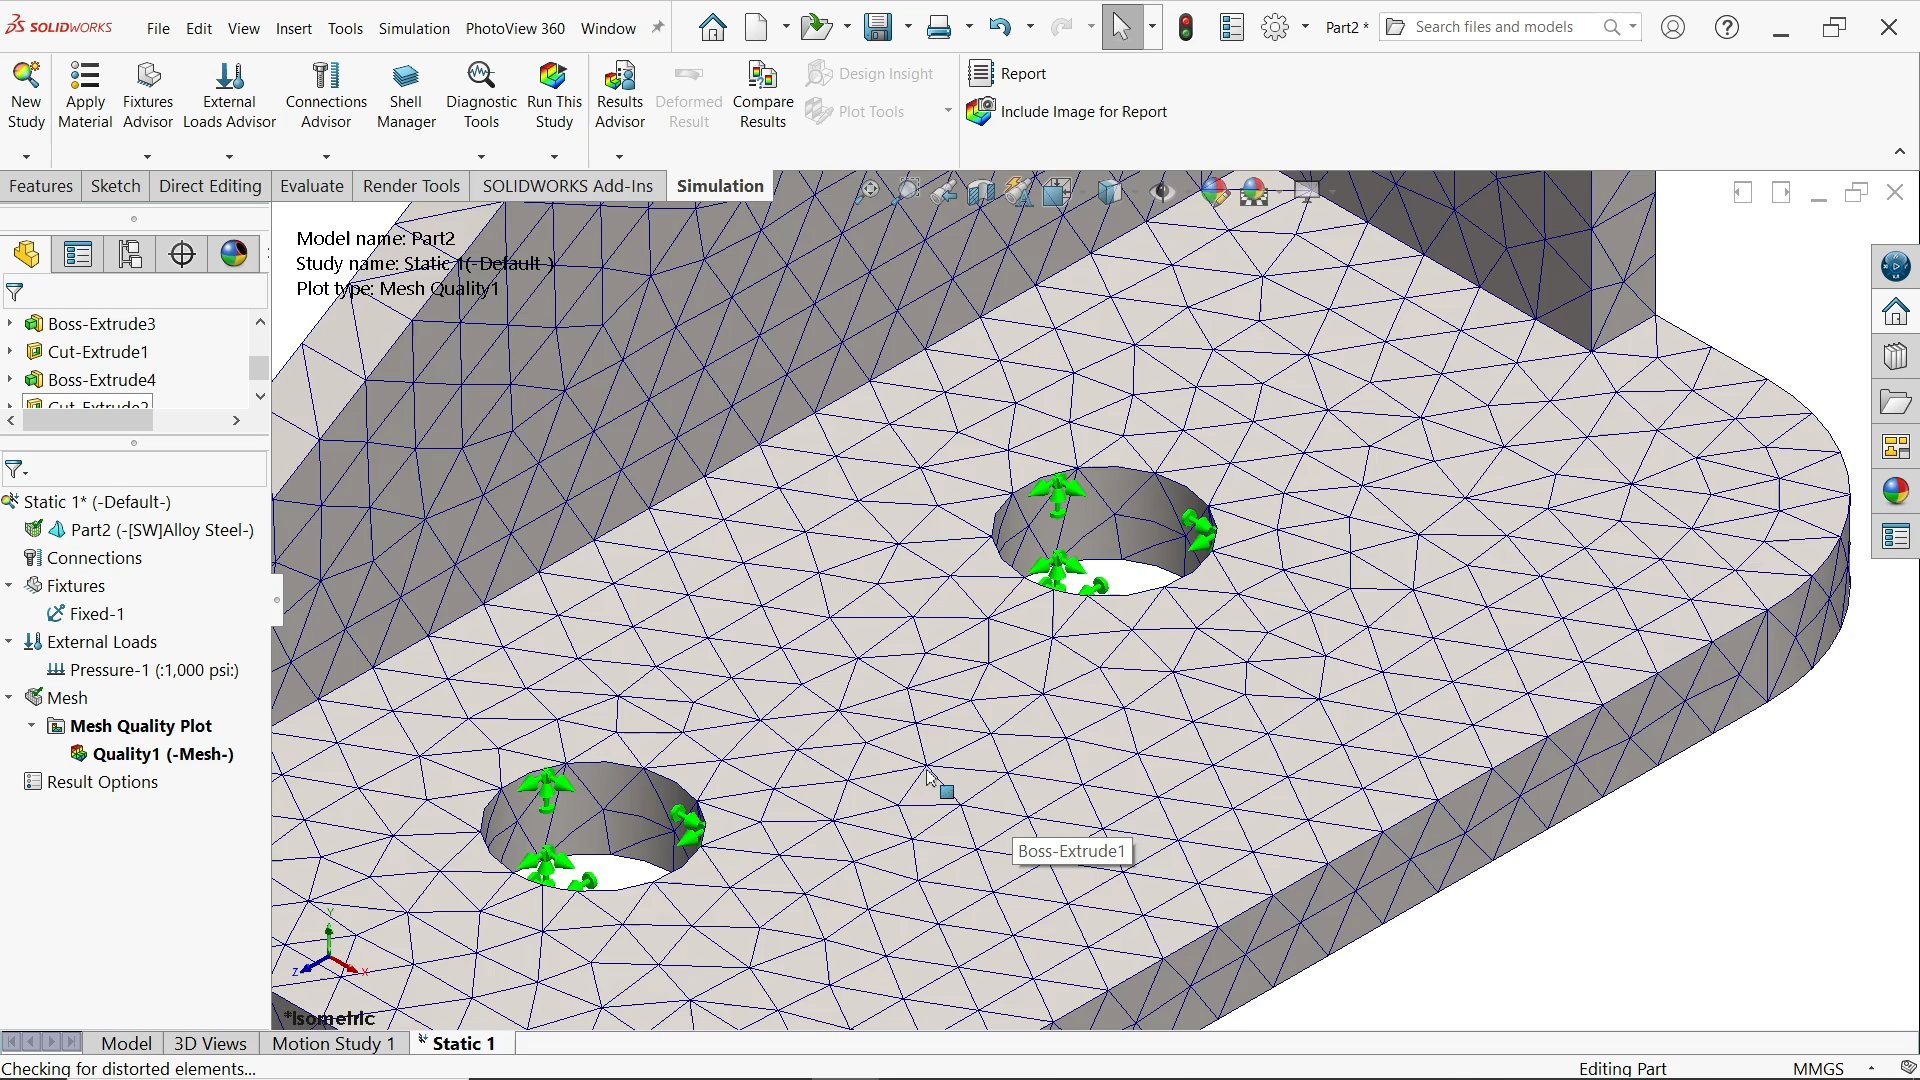 SOLIDWORKS
File Edit View Insert Tools Simulation PhotoView 360 Window
Part2 *
Search files and models
New Study
Apply Material
Fixtures Advisor
External Loads Advisor
Connections Advisor
Shell Manager
Diagnostic Tools
Run This Study
Results Advisor
Deformed Result
Compare Results
Design Insight
Plot Tools
Report
Include Image for Report
Features Sketch Direct Editing Evaluate Render Tools SOLIDWORKS Add-Ins Simulation
Model name: Part2
Study name: Static 1(-Default-)
Plot type: Mesh Quality1
Boss-Extrude3
Cut-Extrude1
Boss-Extrude4
Cut-Extrude2
Static 1* (-Default-)
Part2 (-[SW]Alloy Steel-)
Connections
Fixtures
Fixed-1
External Loads
Pressure-1 (:1,000 psi:)
Mesh
Mesh Quality Plot
Quality1 (-Mesh-)
Result Options
Boss-Extrude1
Y
Z
X
*Isometric
Model 3D Views Motion Study 1 Static 1
Checking for distorted elements...
Editing Part
MMGS